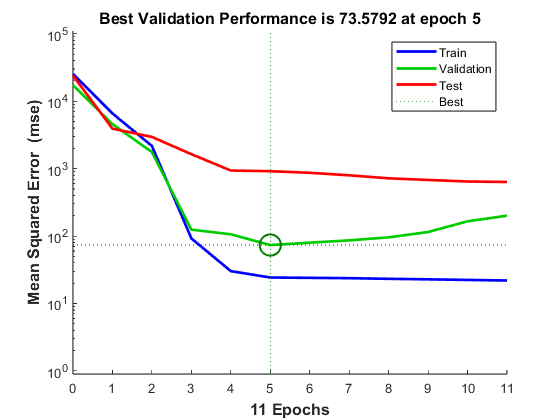 Best Validation Performance is 73.5792 at epoch 5
Mean Squared Error (mse)
10^5
10^4
10^3
10^2
10^1
10^0
Train
Validation
Test
Best
0 1 2 3 4 5 6 7 8 9 10 11
11 Epochs